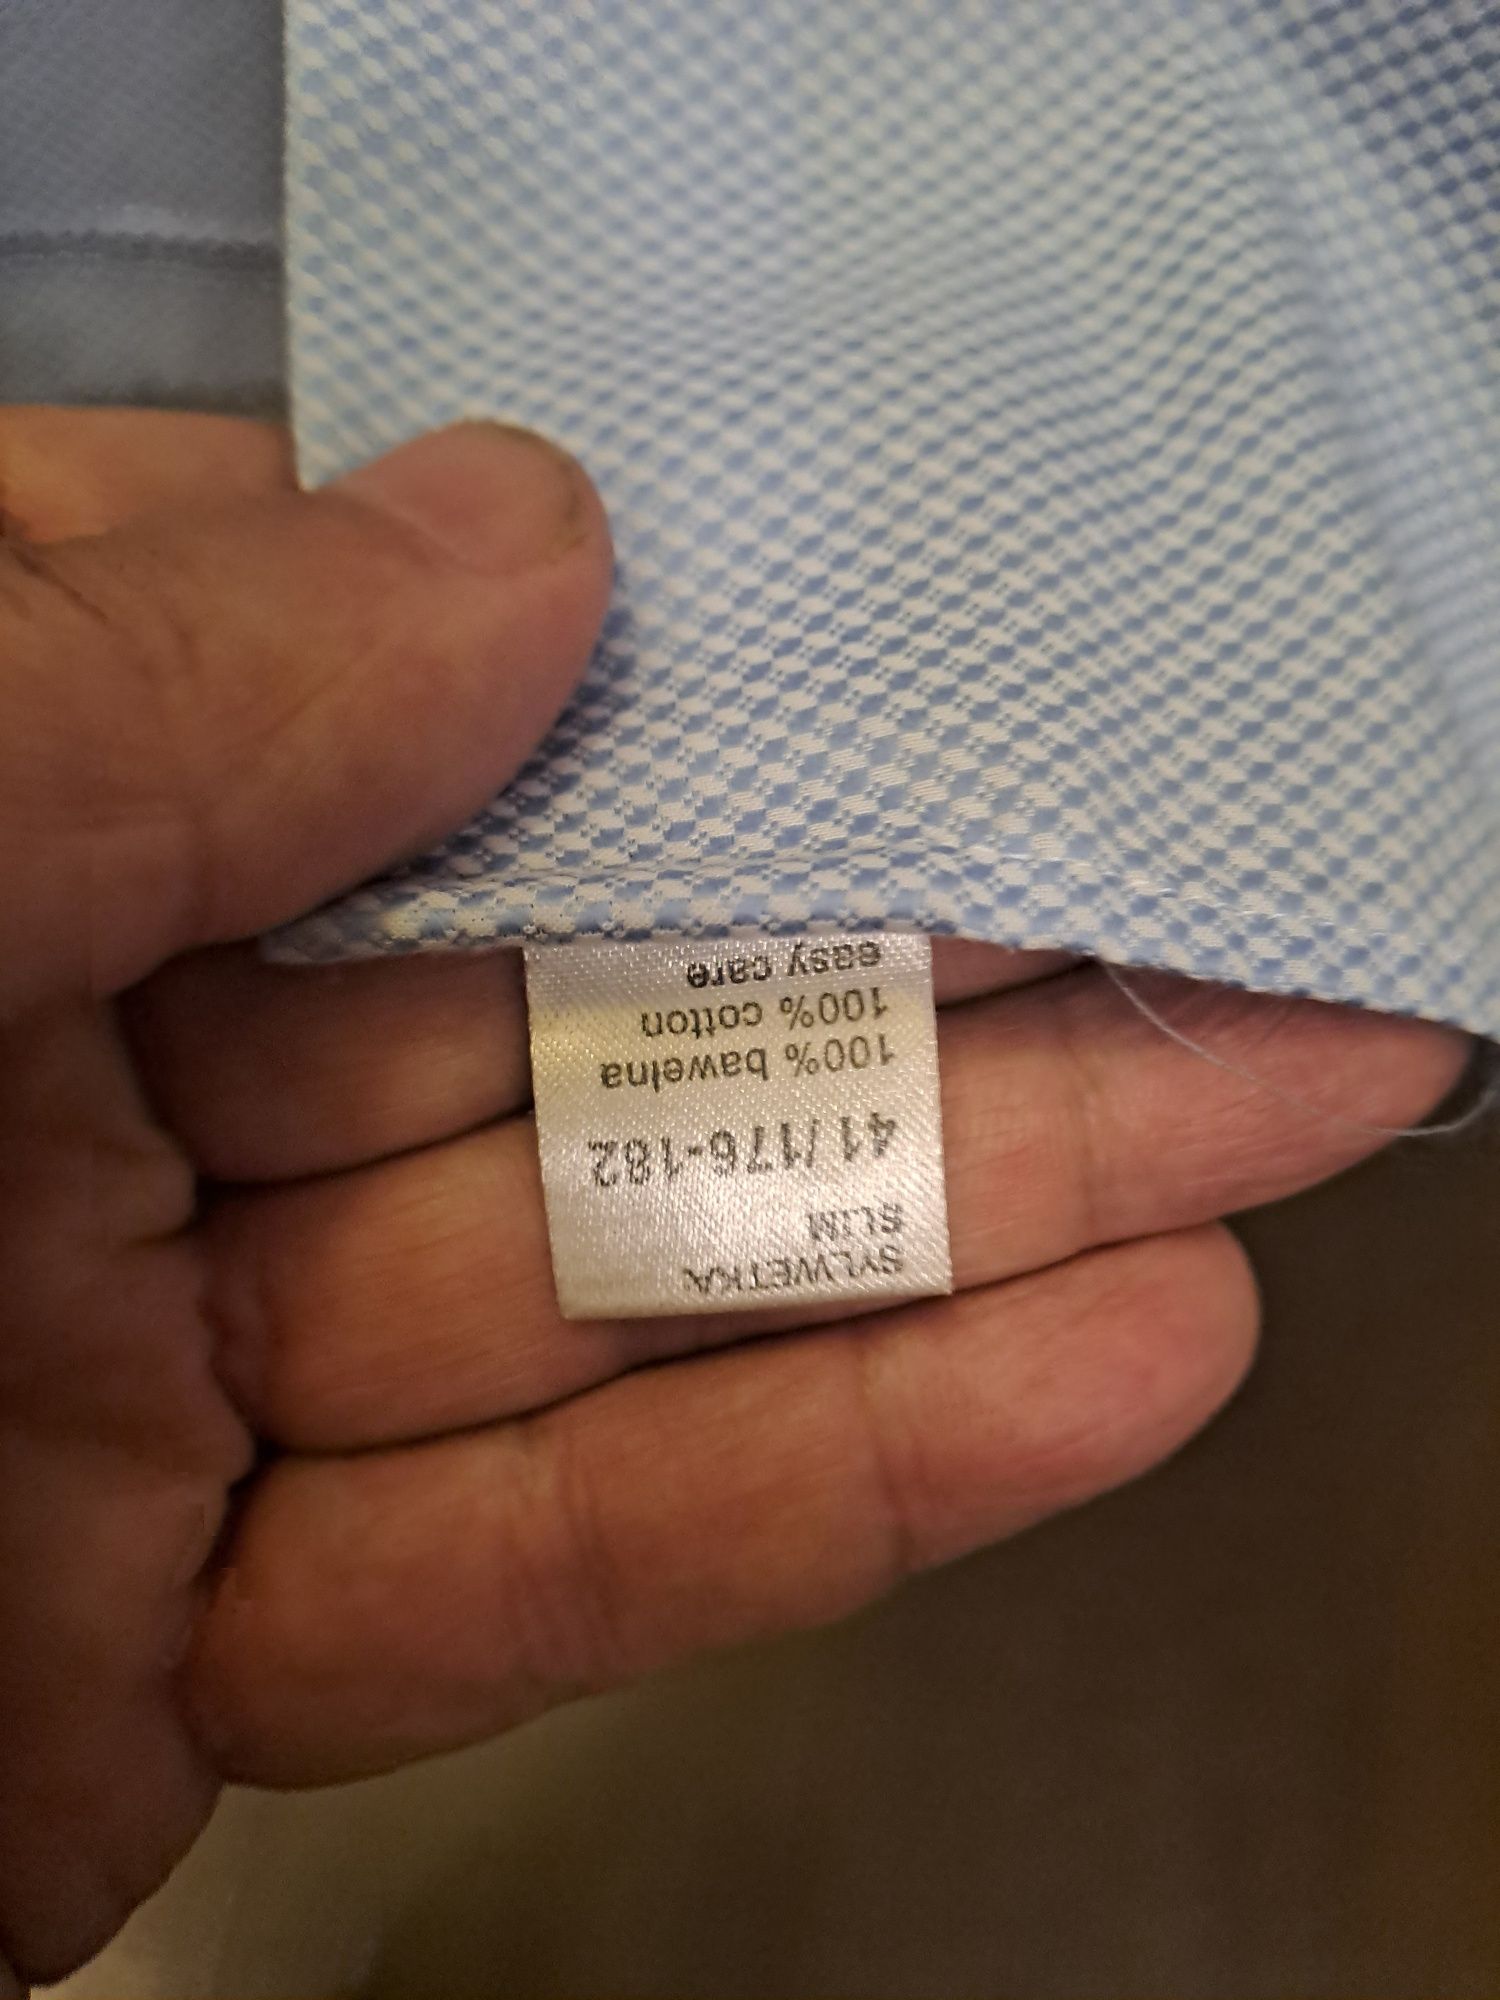 SYLWETKA
SLIM
41/176-182
100% bawełna
100% cotton
easy care